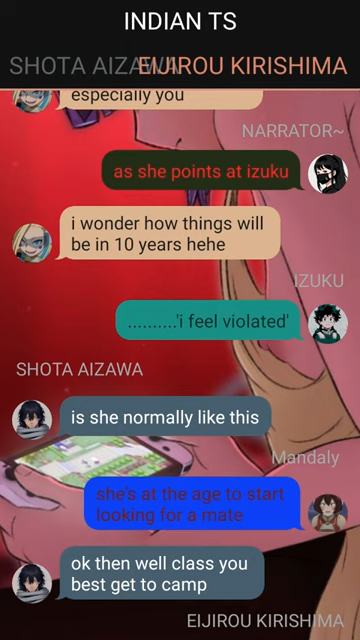 INDIAN TS
SHOTA AIZAWA
EIJIROU KIRISHIMA
especially you
NARRATOR~
as she points at izuku
i wonder how things will
be in 10 years hehe
IZUKU
..........'i feel violated'
SHOTA AIZAWA
is she normally like this
Mandaly
she's at the age to start
looking for a mate
ok then well class you
best get to camp
EIJIROU KIRISHIMA